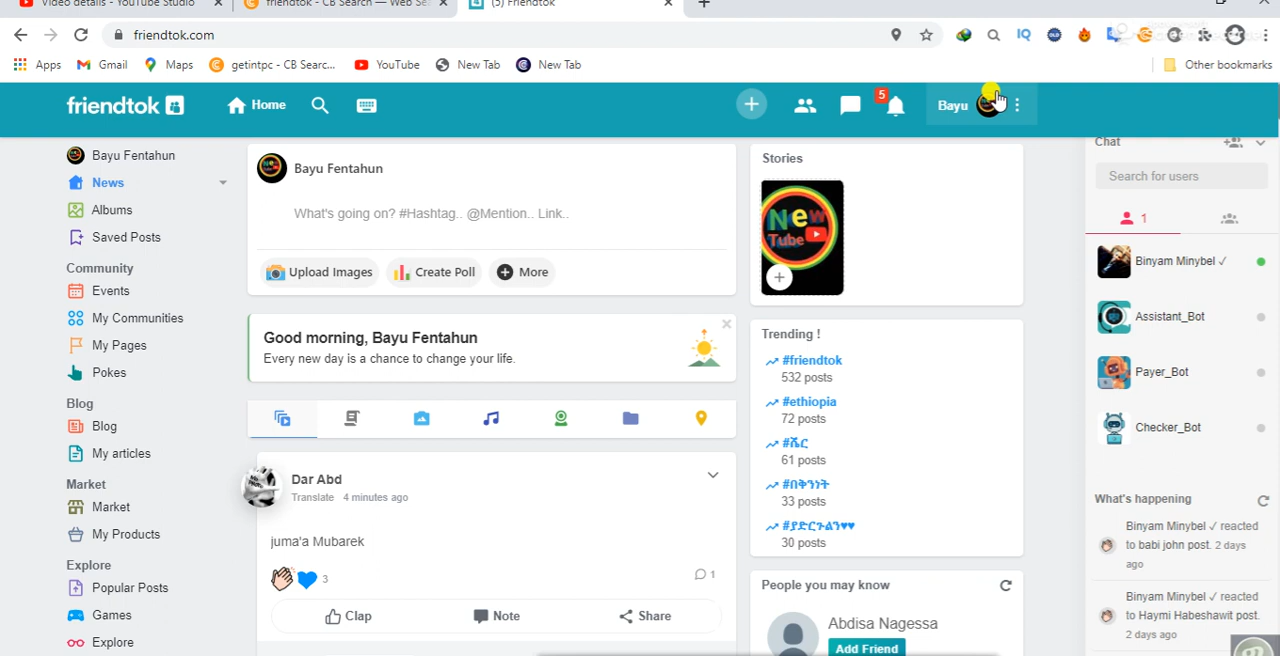 Video details - YouTube Studio
friendtok - CB Search — Web Se
(5) Friendtok
friendtok.com
IQ
OLD
Apps
Gmail
Maps
getintpc - CB Searc...
YouTube
New Tab
New Tab
Other bookmarks
friendtok
Home
5
Bayu
Bayu Fentahun
News
Albums
Saved Posts
Community
Events
My Communities
My Pages
Pokes
Blog
Blog
My articles
Market
Market
My Products
Explore
Popular Posts
Games
Explore
Bayu Fentahun
What's going on? #Hashtag.. @Mention.. Link..
Upload Images
Create Poll
More
Good morning, Bayu Fentahun
Every new day is a chance to change your life.
Dar Abd
Translate 4 minutes ago
juma'a Mubarek
3
1
Clap
Note
Share
Stories
New
Tube
Trending !
#friendtok
532 posts
#ethiopia
72 posts
#ሼር
61 posts
#በቅንነት
33 posts
#ያድርጉልን♥♥
30 posts
People you may know
Abdisa Nagessa
Add Friend
Chat
Search for users
1
Binyam Minybel ✓
Assistant_Bot
Payer_Bot
Checker_Bot
What's happening
Binyam Minybel ✓ reacted
to babi john post. 2 days
ago
Binyam Minybel ✓ reacted
to Haymi Habeshawit post.
2 days ago